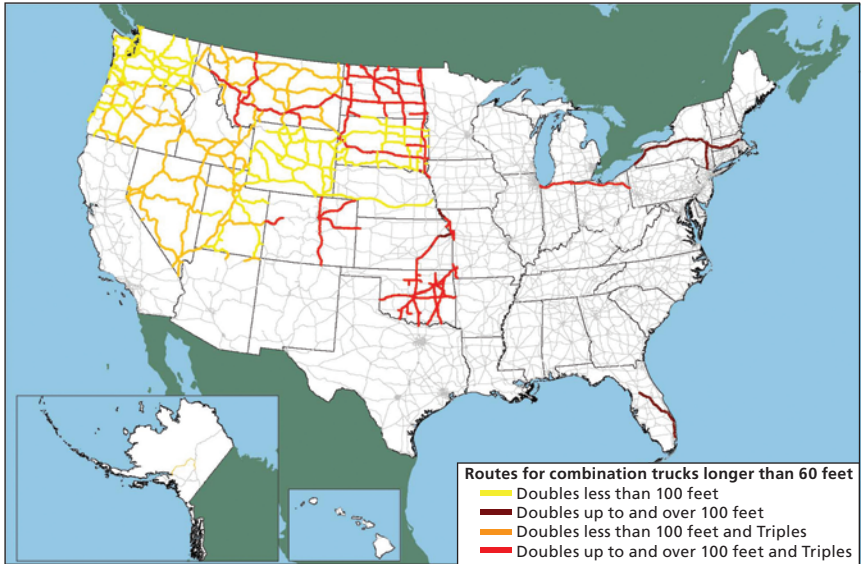 Routes for combination trucks longer than 60 feet
Doubles less than 100 feet
Doubles up to and over 100 feet
Doubles less than 100 feet and Triples
Doubles up to and over 100 feet and Triples